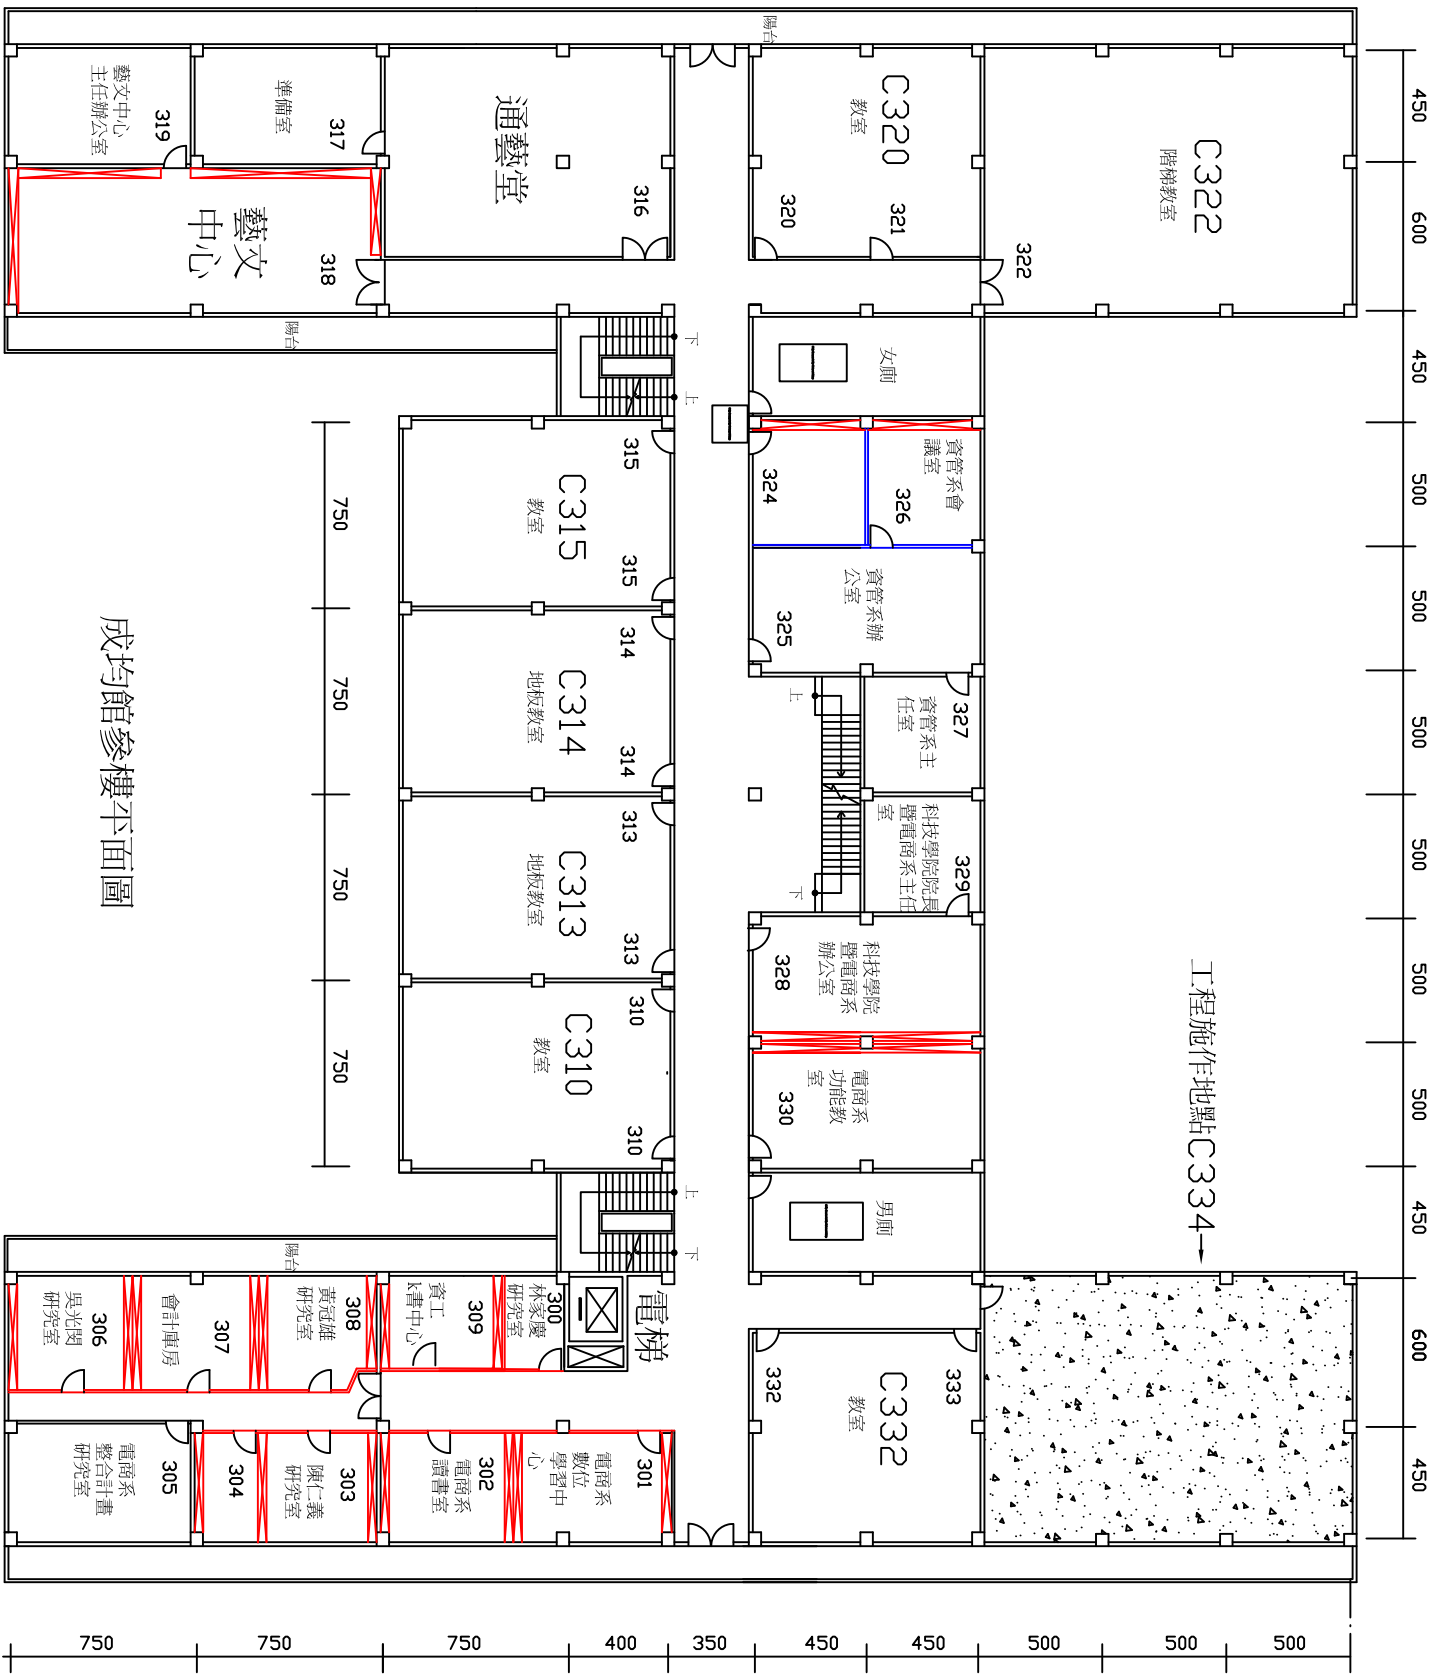 成均館參樓平面圖
工程施作地點C334
陽台
藝文中心
主任辦公室
319
準備室
317
藝文
中心
318
通藝堂
316
C320
教室
320
321
C322
階梯教室
322
陽台
下
上
女廁
315
C315
教室
315
324
資管系會
議室
326
資管系辦
公室
325
314
C314
地板教室
314
上
下
資管系主
任室
327
科技學院院長
暨電商系主任
室
329
313
C313
地板教室
313
科技學院
暨電商系
辦公室
328
310
C310
教室
310
電商系
功能教
室
330
上
下
男廁
陽台
吳光閔
研究室
306
會計庫房
307
黃冠雄
研究室
308
資工
k書中心
309
林家慶
研究室
300
電梯
電商系
整合計畫
研究室
305
304
陳仁義
研究室
303
電商系
讀書室
302
電商系
數位
學習中
心
301
C332
教室
332
333
450
600
450
500
500
500
500
500
500
450
600
450
750
750
750
750
750
750
750
400
350
450
450
500
500
500